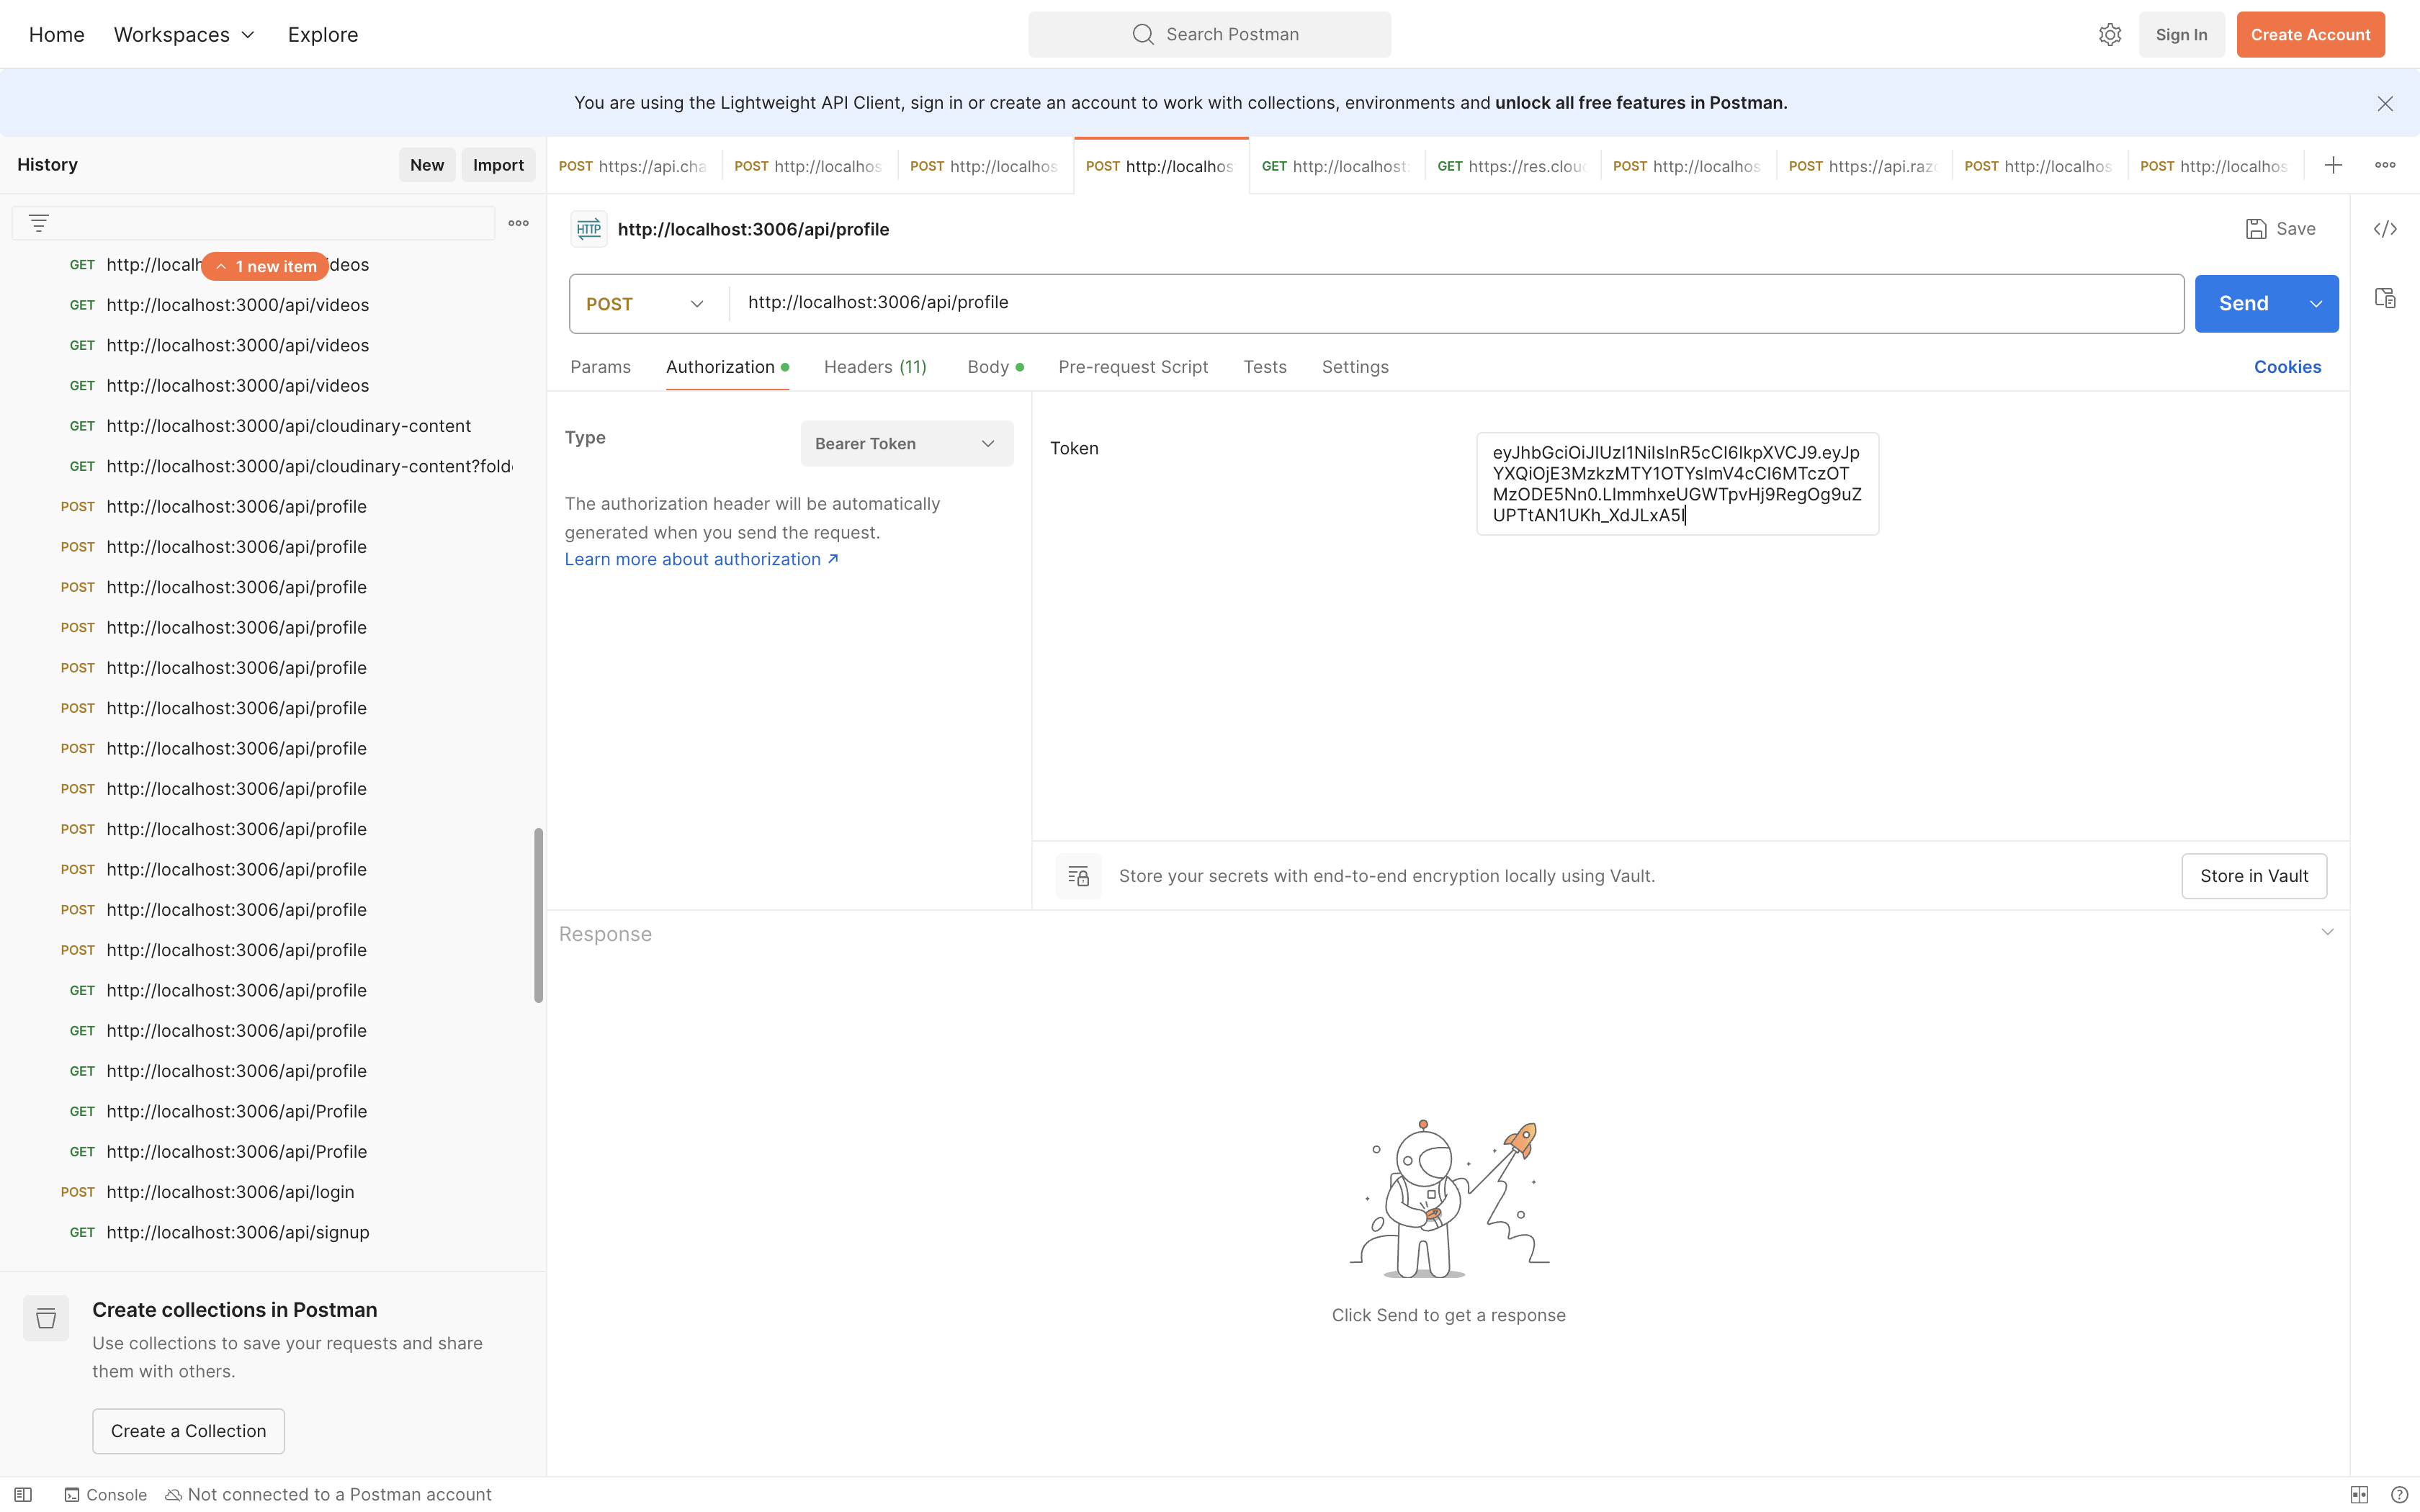 Home
Workspaces
Explore
Search Postman
Sign In
Create Account
You are using the Lightweight API Client, sign in or create an account to work with collections, environments and unlock all free features in Postman.
History
New
Import
POST https://api.cha
POST http://localhos
POST http://localhos
POST http://localhos
GET http://localhost:
GET https://res.clou
POST http://localhos
POST https://api.razo
POST http://localhos
POST http://localhos
1 new item
GET http://localh deos
GET http://localhost:3000/api/videos
GET http://localhost:3000/api/videos
GET http://localhost:3000/api/videos
GET http://localhost:3000/api/cloudinary-content
GET http://localhost:3000/api/cloudinary-content?fold
POST http://localhost:3006/api/profile
POST http://localhost:3006/api/profile
POST http://localhost:3006/api/profile
POST http://localhost:3006/api/profile
POST http://localhost:3006/api/profile
POST http://localhost:3006/api/profile
POST http://localhost:3006/api/profile
POST http://localhost:3006/api/profile
POST http://localhost:3006/api/profile
POST http://localhost:3006/api/profile
POST http://localhost:3006/api/profile
POST http://localhost:3006/api/profile
GET http://localhost:3006/api/profile
GET http://localhost:3006/api/profile
GET http://localhost:3006/api/profile
GET http://localhost:3006/api/Profile
GET http://localhost:3006/api/Profile
POST http://localhost:3006/api/login
GET http://localhost:3006/api/signup
Create collections in Postman
Use collections to save your requests and share
them with others.
Create a Collection
HTTP
http://localhost:3006/api/profile
Save
POST
http://localhost:3006/api/profile
Send
Params
Authorization
Headers (11)
Body
Pre-request Script
Tests
Settings
Cookies
Type
Bearer Token
The authorization header will be automatically
generated when you send the request.
Learn more about authorization ↗
Token
eyJhbGciOiJIUzI1NiIsInR5cCI6IkpXVCJ9.eyJp
YXQiOjE3MzkzMTY1OTYsImV4cCI6MTczOT
MzODE5Nn0.LImmhxeUGWTpvHj9RegOg9uZ
UPTtAN1UKh_XdJLxA5I
Store your secrets with end-to-end encryption locally using Vault.
Store in Vault
Response
Click Send to get a response
Console
Not connected to a Postman account